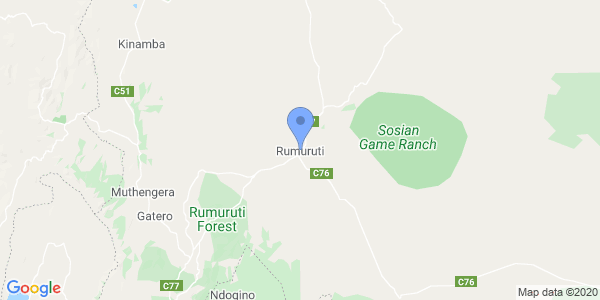 Kinamba
C51
Sosian
Game Ranch
Rumuruti
C76
Muthengera
Gatero
Rumuruti
Forest
C77
Ndogino
C76
Google
Map data ©2020